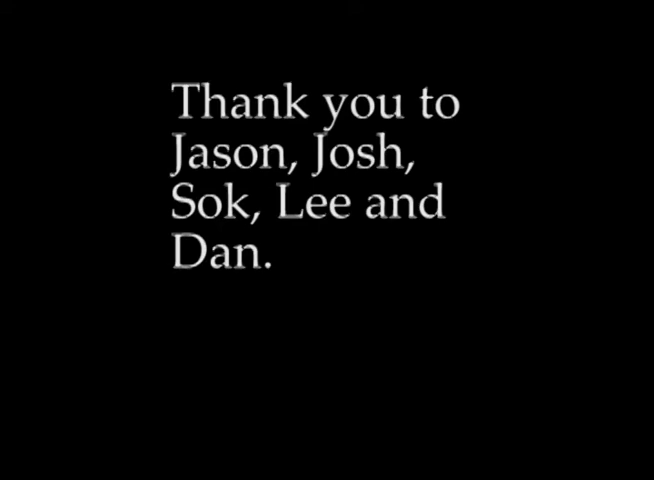 Thank you to
Jason, Josh,
Sok, Lee and
Dan.